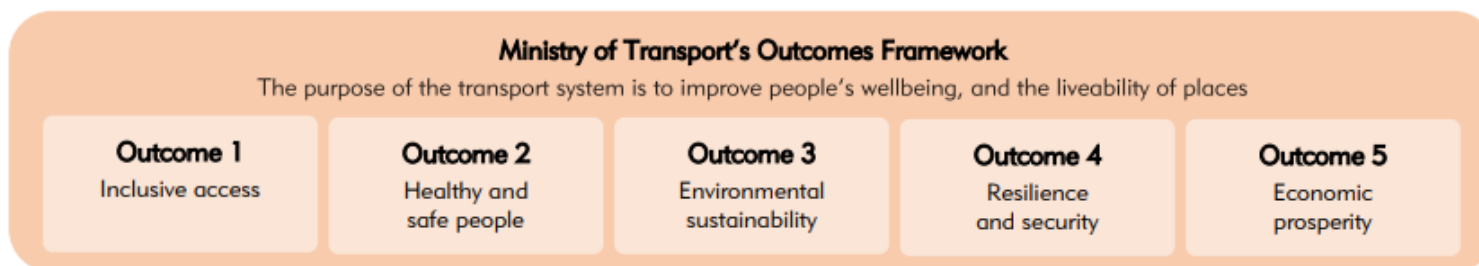 Ministry of Transport's Outcomes Framework
The purpose of the transport system is to improve people's wellbeing, and the liveability of places
Outcome 1
Inclusive access
Outcome 2
Healthy and
safe people
Outcome 3
Environmental
sustainability
Outcome 4
Resilience
and security
Outcome 5
Economic
prosperity